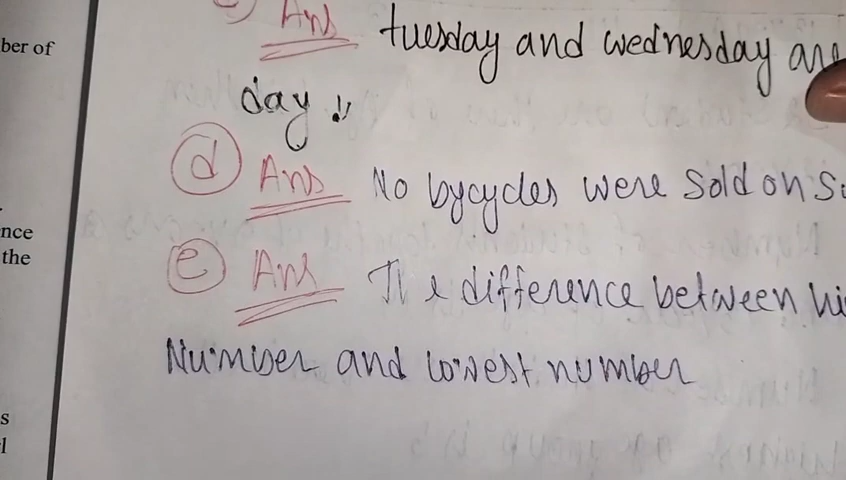 ber of
Ans tuesday and wednesday are
day !!
d Ans No bycycles were sold on
nce
the
e Ans The difference between
Number and lowest number
s